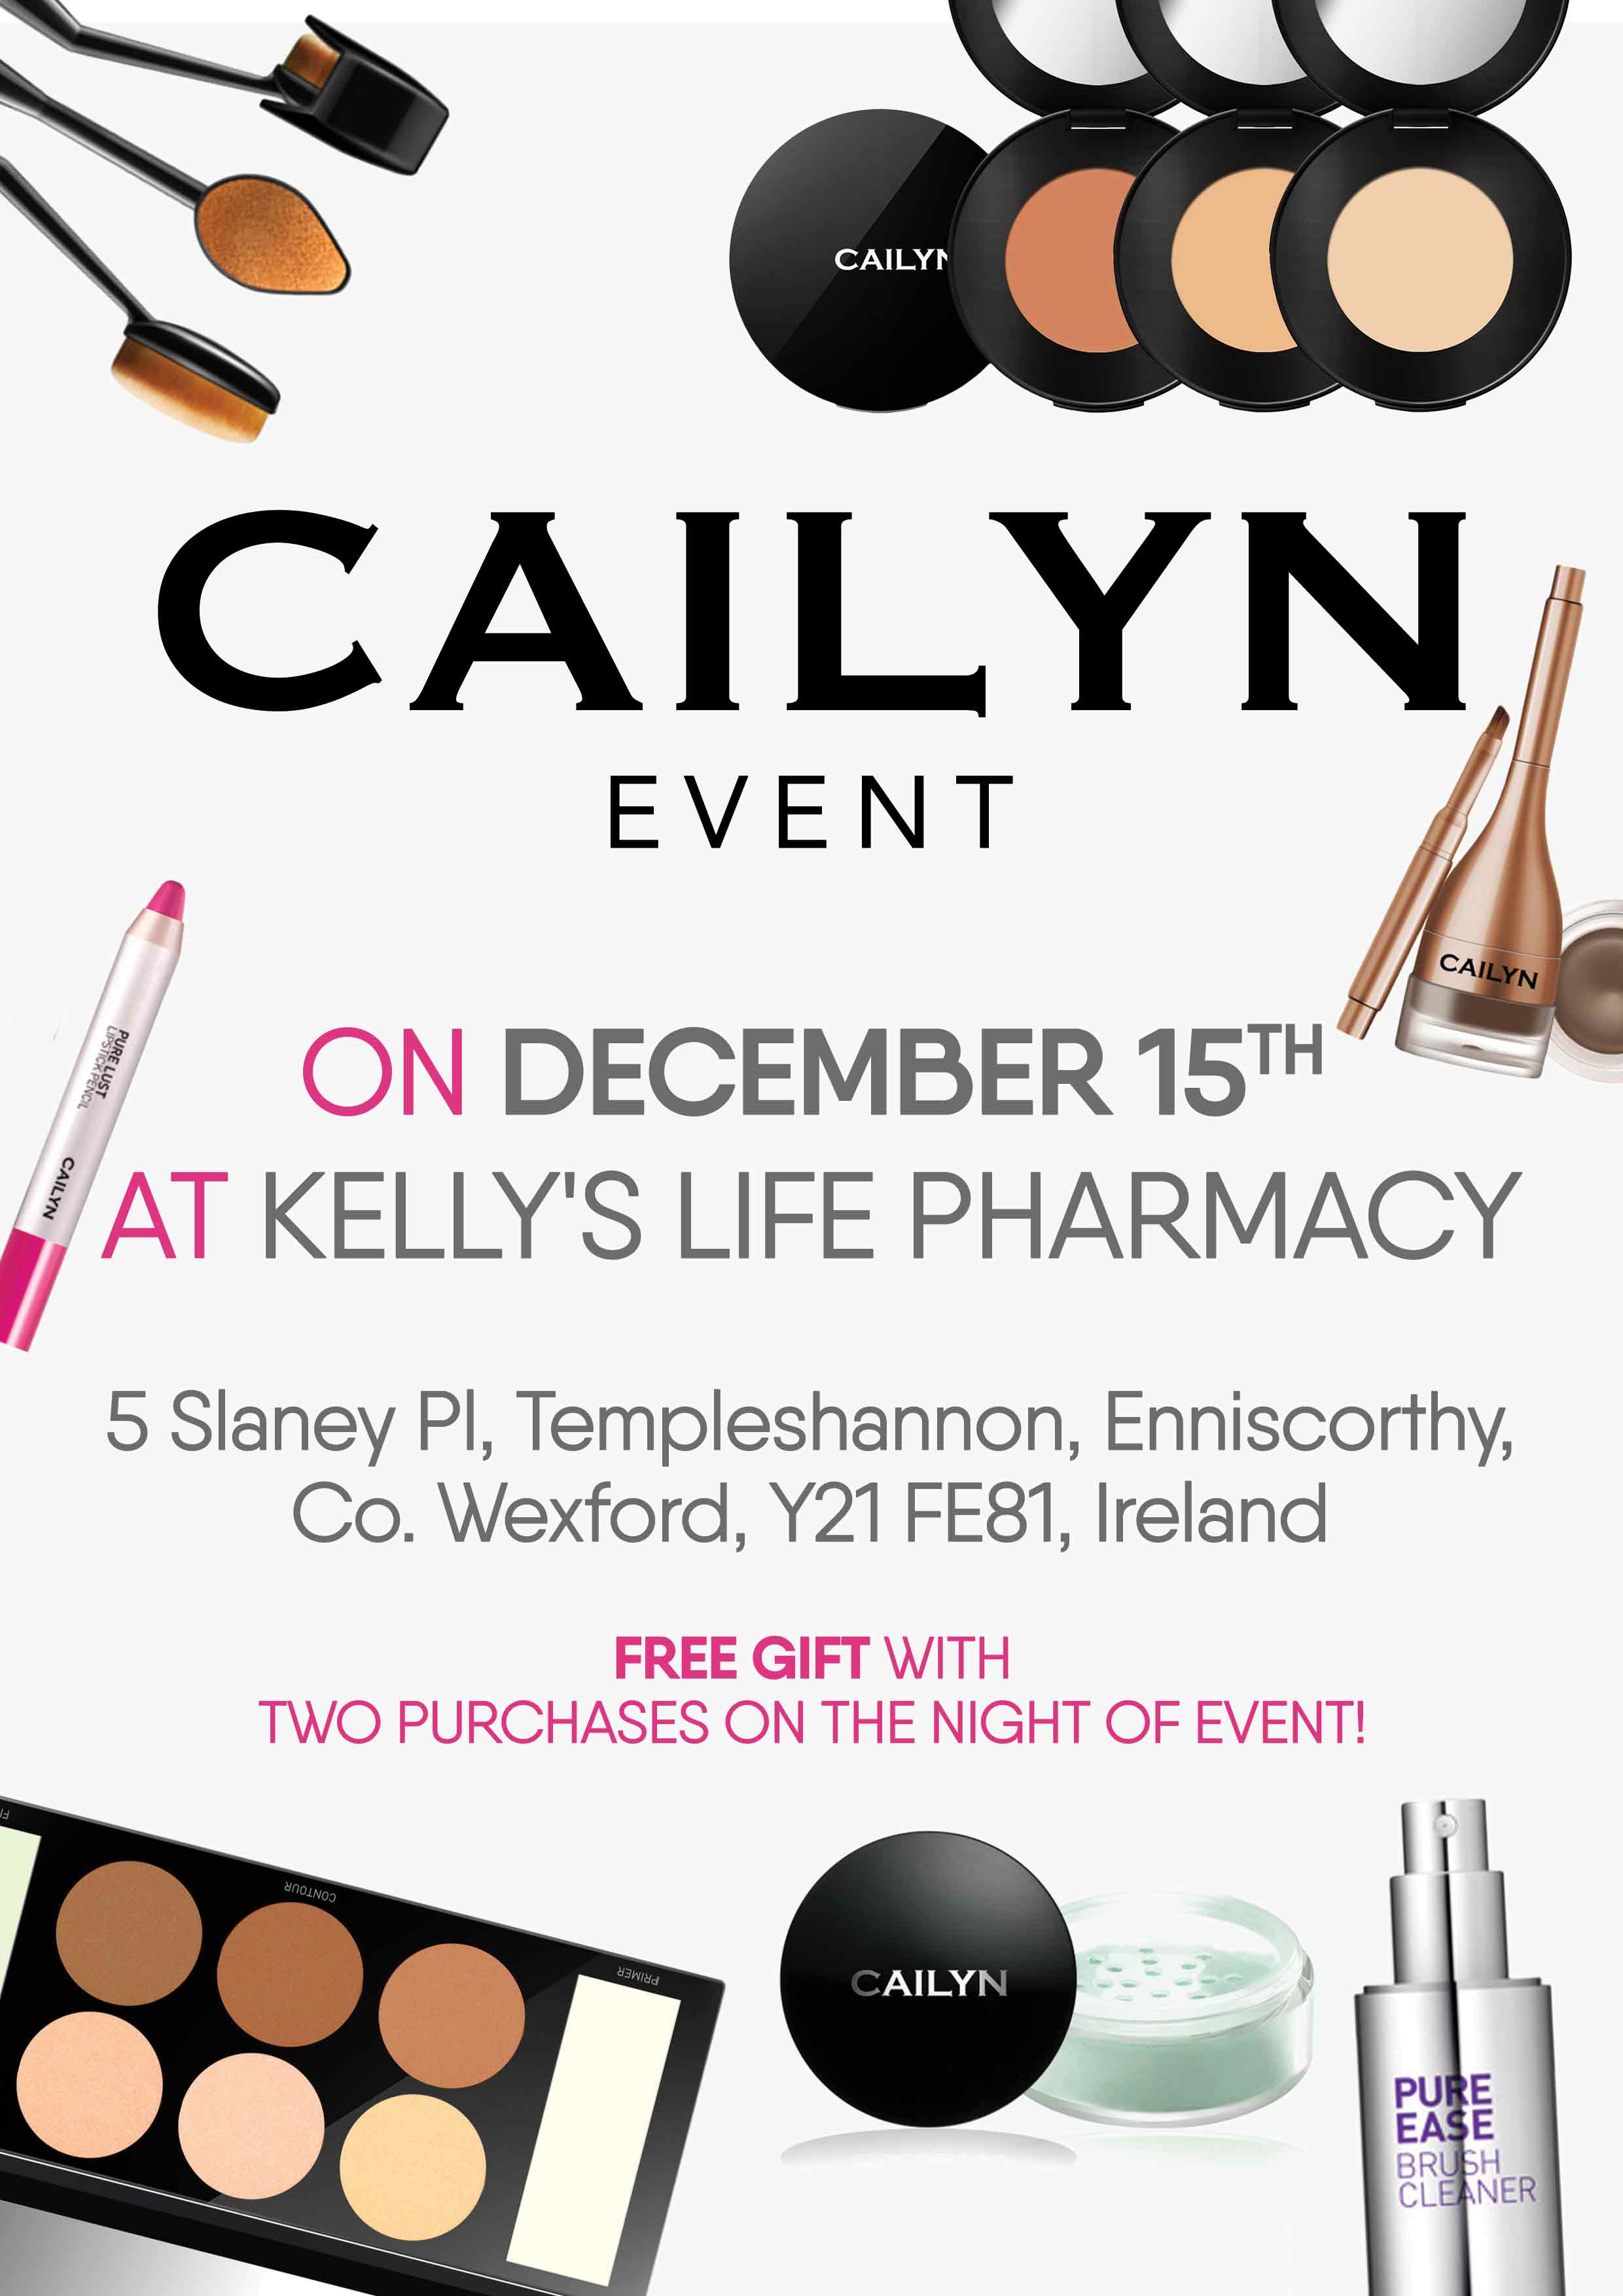 CAILYN
CAILYN
EVENT
CAILYN
PURE LUST
LIPSTICK PENCIL
CAILYN
ON DECEMBER 15TH
AT KELLY'S LIFE PHARMACY
5 Slaney Pl, Templeshannon, Enniscorthy,
Co. Wexford, Y21 FE81, Ireland
FREE GIFT WITH
TWO PURCHASES ON THE NIGHT OF EVENT!
CONTOUR
PRIMER
CAILYN
PURE
EASE
BRUSH
CLEANER